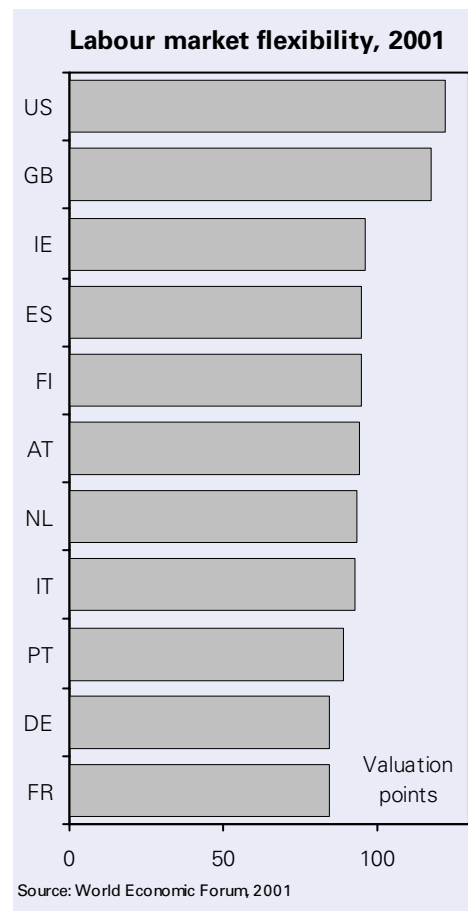 Labour market flexibility, 2001
US
GB
IE
ES
FI
AT
NL
IT
PT
DE
FR
Valuation
points
0 50 100
Source: World Economic Forum, 2001